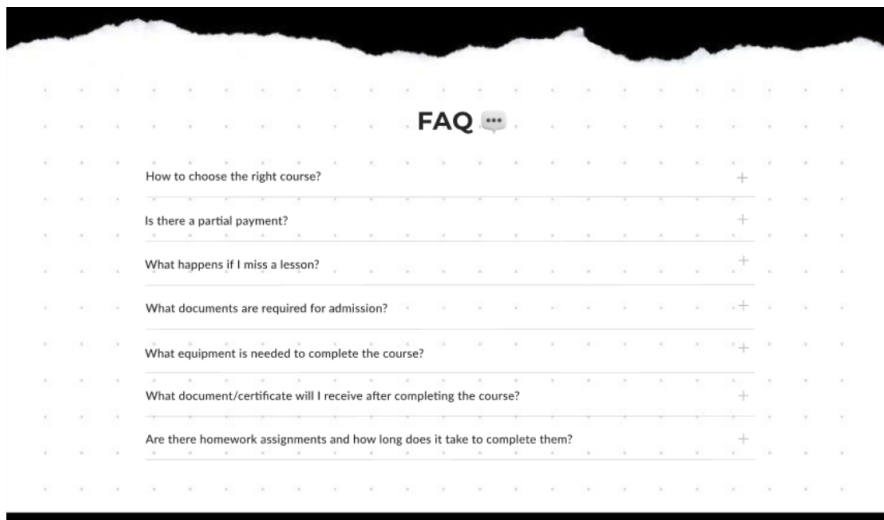 FAQ 💬
How to choose the right course?
Is there a partial payment?
What happens if I miss a lesson?
What documents are required for admission?
What equipment is needed to complete the course?
What document/certificate will I receive after completing the course?
Are there homework assignments and how long does it take to complete them?